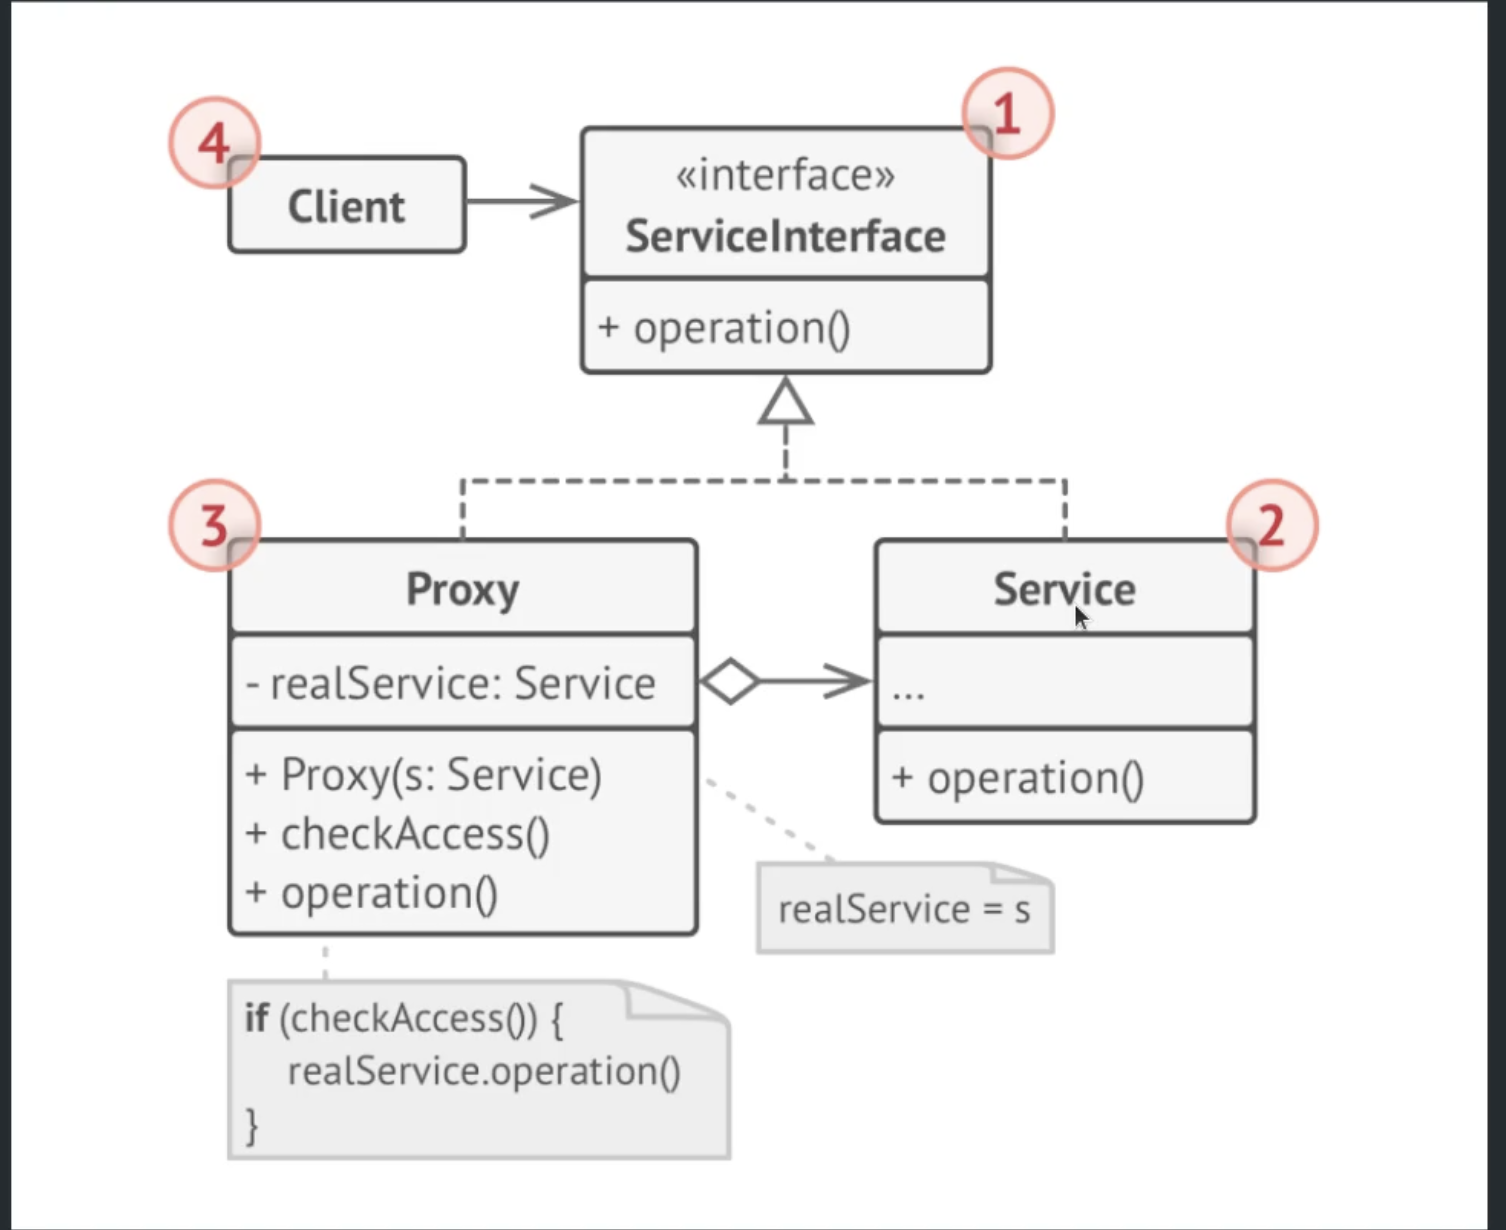 4
Client
1
«interface»
ServiceInterface
+ operation()
3
Proxy
- realService: Service
+ Proxy(s: Service)
+ checkAccess()
+ operation()
2
Service
...
+ operation()
realService = s
if (checkAccess()) {
realService.operation()
}